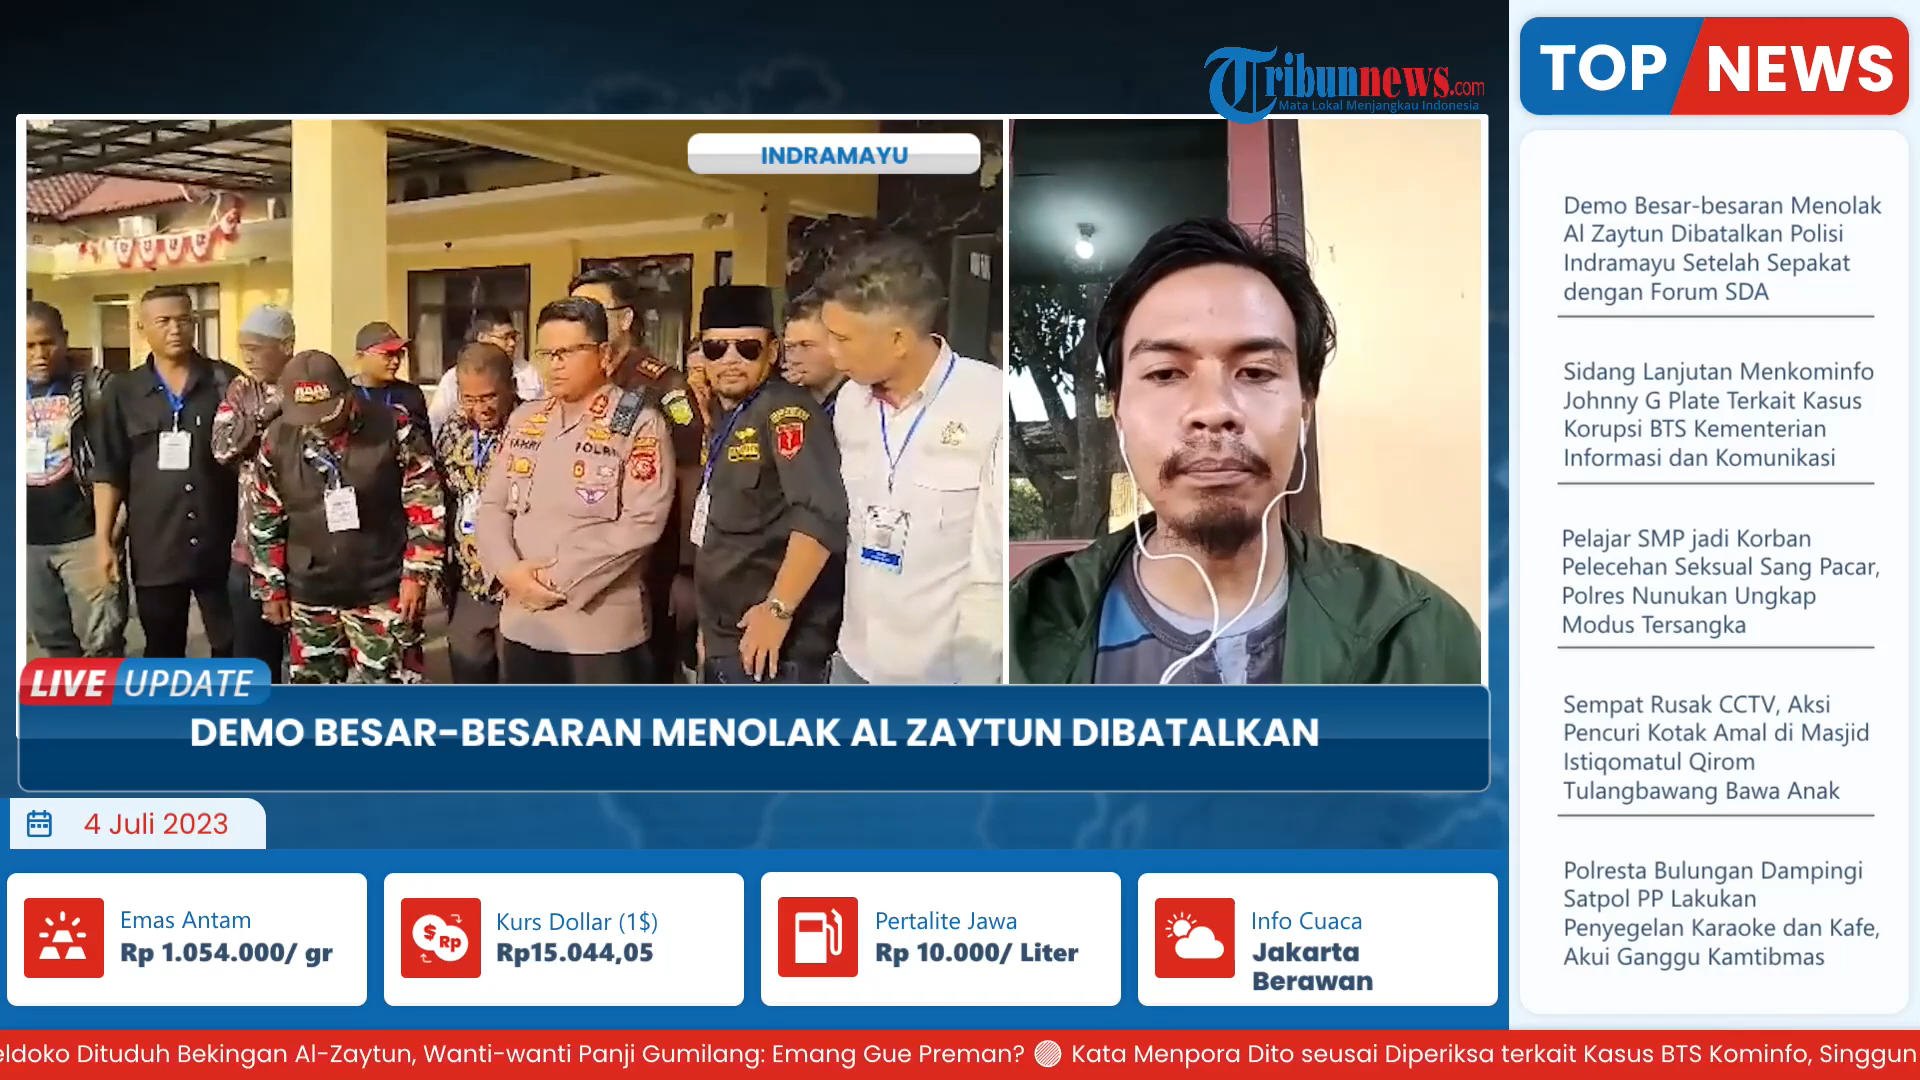 Tribunnews.com
Mata Lokal Menjangkau Indonesia
TOP NEWS
INDRAMAYU
POLRI
LIVE UPDATE
DEMO BESAR-BESARAN MENOLAK AL ZAYTUN DIBATALKAN
4 Juli 2023
Emas Antam
Rp 1.054.000/ gr
Kurs Dollar (1$)
Rp15.044,05
Pertalite Jawa
Rp 10.000/ Liter
Info Cuaca
Jakarta
Berawan
Demo Besar-besaran Menolak
Al Zaytun Dibatalkan Polisi
Indramayu Setelah Sepakat
dengan Forum SDA
Sidang Lanjutan Menkominfo
Johnny G Plate Terkait Kasus
Korupsi BTS Kementerian
Informasi dan Komunikasi
Pelajar SMP jadi Korban
Pelecehan Seksual Sang Pacar,
Polres Nunukan Ungkap
Modus Tersangka
Sempat Rusak CCTV, Aksi
Pencuri Kotak Amal di Masjid
Istiqomatul Qirom
Tulangbawang Bawa Anak
Polresta Bulungan Dampingi
Satpol PP Lakukan
Penyegelan Karaoke dan Kafe,
Akui Ganggu Kamtibmas
eldoko Dituduh Bekingan Al-Zaytun, Wanti-wanti Panji Gumilang: Emang Gue Preman? Kata Menpora Dito seusai Diperiksa terkait Kasus BTS Kominfo, Singgun